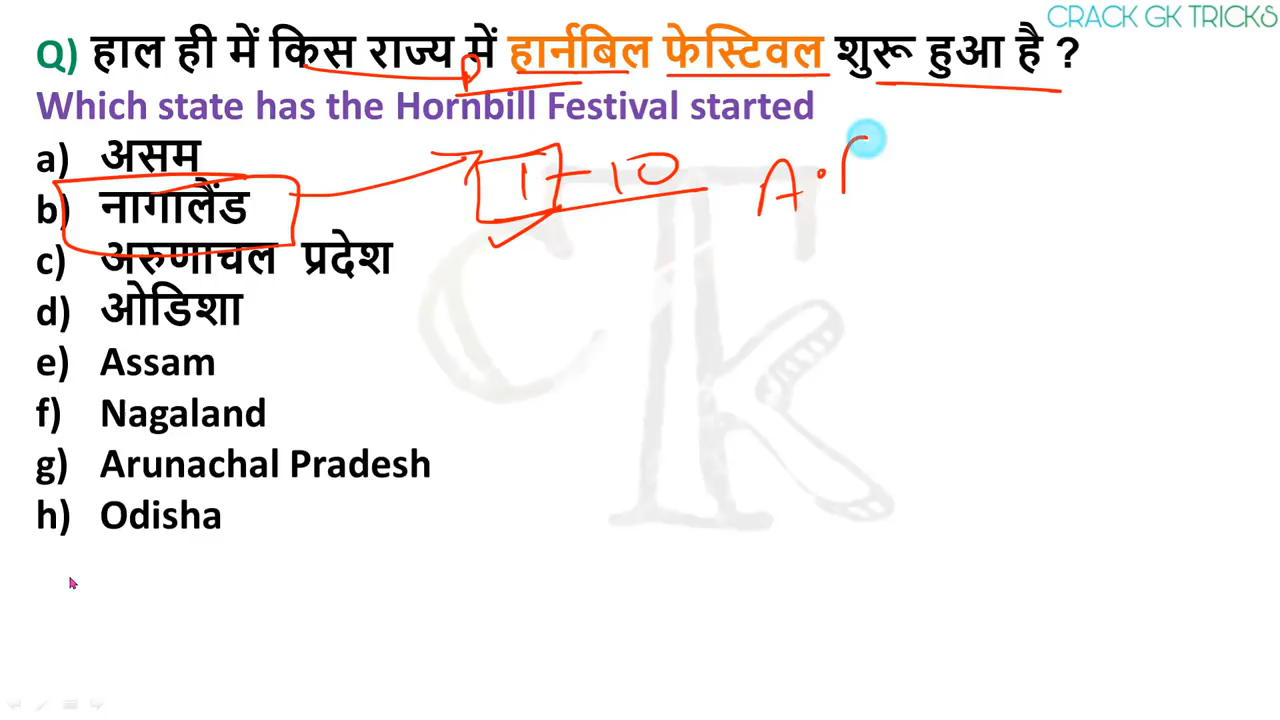 CRACK GK TRICKS
Q) हाल ही में किस राज्य में हार्नबिल फेस्टिवल शुरू हुआ है ?
Which state has the Hornbill Festival started
a) असम
1-10 A.
b) नागालैंड
c) अरुणाचल प्रदेश
d) ओडिशा
e) Assam
f) Nagaland
g) Arunachal Pradesh
h) Odisha